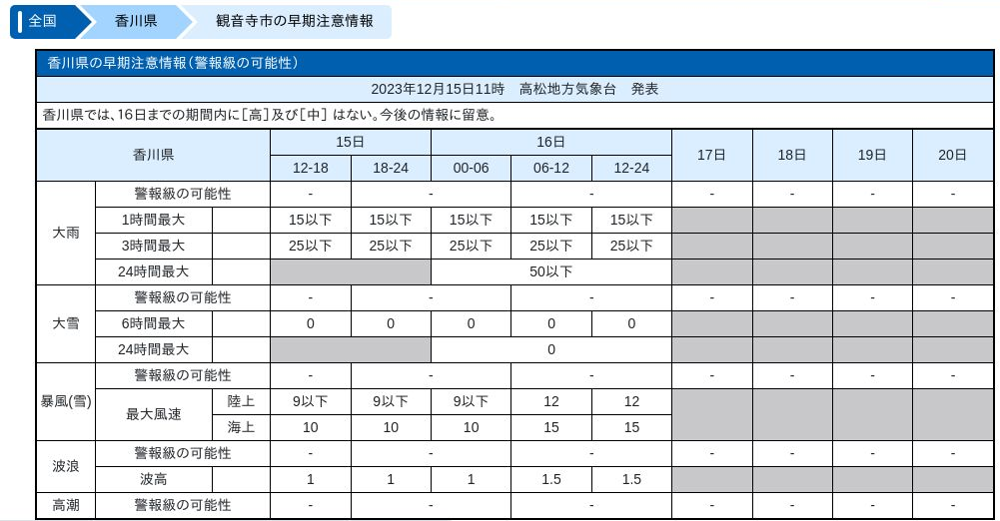 全国 香川県 観音寺市の早期注意情報
香川県の早期注意情報(警報級の可能性)
2023年12月15日11時 高松地方気象台 発表
香川県では、16日までの期間内に[高]及び[中] はない。今後の情報に留意。
香川県 15日 16日 17日 18日 19日 20日
12-18 18-24 00-06 06-12 12-24
大雨 警報級の可能性 - - - - - - -
1時間最大 15以下 15以下 15以下 15以下 15以下
3時間最大 25以下 25以下 25以下 25以下 25以下
24時間最大 50以下
大雪 警報級の可能性 - - - - - - -
6時間最大 0 0 0 0 0
24時間最大 0
暴風(雪) 警報級の可能性 - - - - - - -
最大風速 陸上 9以下 9以下 9以下 12 12
海上 10 10 10 15 15
波浪 警報級の可能性 - - - - - - -
波高 1 1 1 1.5 1.5
高潮 警報級の可能性 - - - - - - -